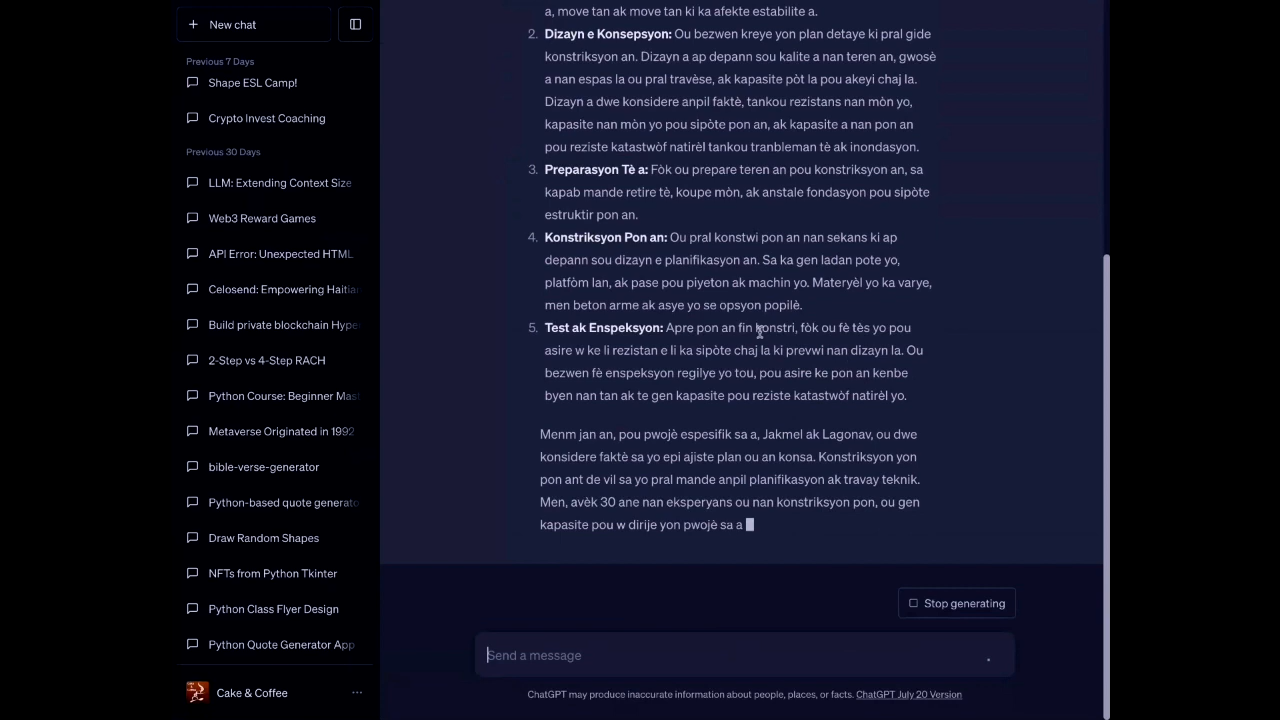 New chat
Previous 7 Days
Shape ESL Camp!
Crypto Invest Coaching
Previous 30 Days
LLM: Extending Context Size
Web3 Reward Games
API Error: Unexpected HTML
Celosend: Empowering Haitian
Build private blockchain Hype
2-Step vs 4-Step RACH
Python Course: Beginner Mas
Metaverse Originated in 1992
bible-verse-generator
Python-based quote generato
Draw Random Shapes
NFTs from Python Tkinter
Python Class Flyer Design
Python Quote Generator App
Cake & Coffee
a, move tan ak move tan ki ka afekte estabilite a.
2. Dizayn e Konsepsyon: Ou bezwen kreye yon plan detaye ki pral gide
konstriksyon an. Dizayn a ap depann sou kalite a nan teren an, gwosè
a nan espas la ou pral travèse, ak kapasite pòt la pou akeyi chaj la.
Dizayn a dwe konsidere anpil faktè, tankou rezistans nan mòn yo,
kapasite nan mòn yo pou sipòte pon an, ak kapasite a nan pon an
pou reziste katastwòf natirèl tankou tranbleman tè ak inondasyon.
3. Preparasyon Tè a: Fòk ou prepare teren an pou konstriksyon an, sa
kapab mande retire tè, koupe mòn, ak anstale fondasyon pou sipòte
estruktir pon an.
4. Konstriksyon Pon an: Ou pral konstwi pon an nan sekans ki ap
depann sou dizayn e planifikasyon an. Sa ka gen ladan pote yo,
platfòm lan, ak pase pou piyeton ak machin yo. Materyèl yo ka varye,
men beton arme ak asye yo se opsyon popilè.
5. Test ak Enspeksyon: Apre pon an fin konstri, fòk ou fè tès yo pou
asire w ke li rezistan e li ka sipòte chaj la ki prevwi nan dizayn la. Ou
bezwen fè enspeksyon regilye yo tou, pou asire ke pon an kenbe
byen nan tan ak te gen kapasite pou reziste katastwòf natirèl yo.
Menm jan an, pou pwojè espesifik sa a, Jakmel ak Lagonav, ou dwe
konsidere faktè sa yo epi ajiste plan ou an konsa. Konstriksyon yon
pon ant de vil sa yo pral mande anpil planifikasyon ak travay teknik.
Men, avèk 30 ane nan eksperyans ou nan konstriksyon pon, ou gen
kapasite pou w dirije yon pwojè sa a
Stop generating
Send a message
ChatGPT may produce inaccurate information about people, places, or facts. ChatGPT July 20 Version